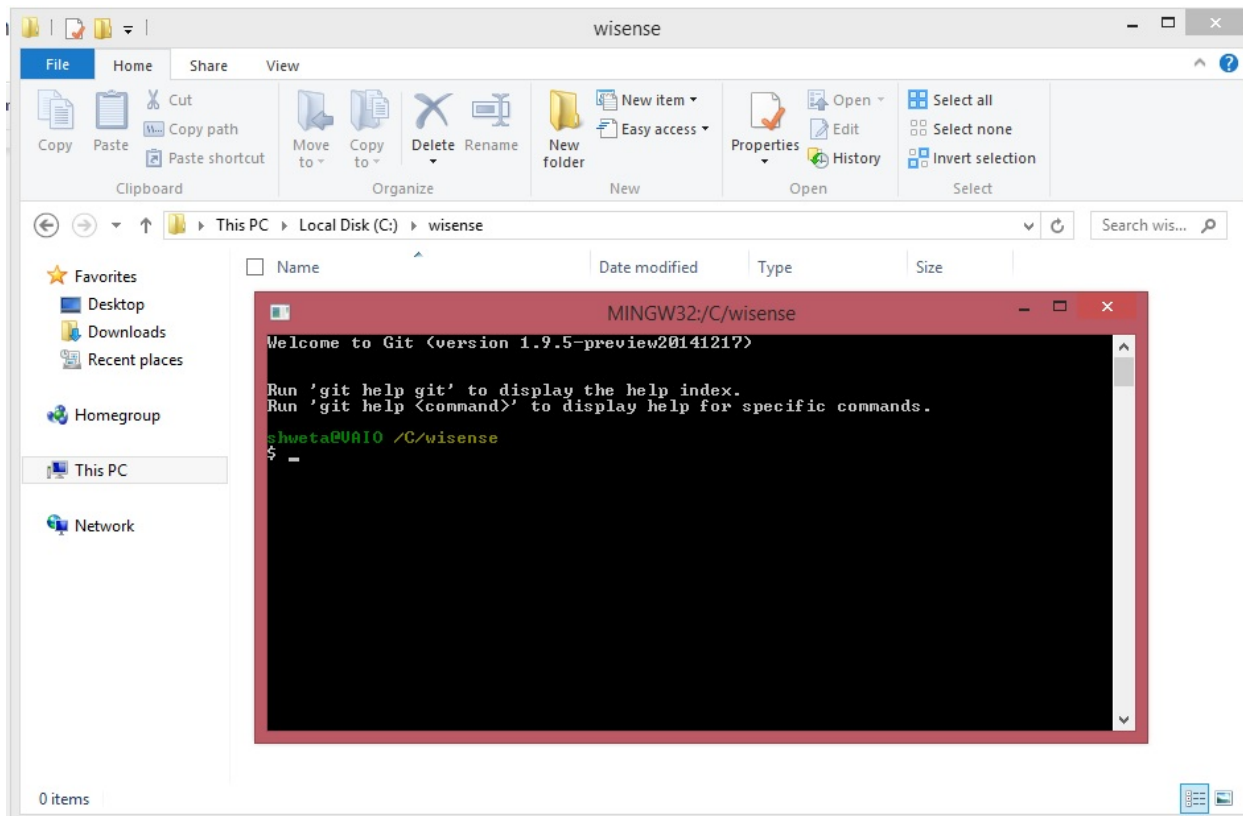 wisense
File Home Share View
Copy
Paste
Cut
Copy path
Paste shortcut
Move to
Copy to
Delete
Rename
New folder
New item
Easy access
Properties
Open
Edit
History
Select all
Select none
Invert selection
Clipboard Organize New Open Select
This PC Local Disk (C:) wisense
Search wis...
Name Date modified Type Size
Favorites
Desktop
Downloads
Recent places
Homegroup
This PC
Network
MINGW32:/C/wisense
Welcome to Git (version 1.9.5-preview20141217)
Run 'git help git' to display the help index.
Run 'git help <command>' to display help for specific commands.
shweta@VAIO /C/wisense
$ _
0 items